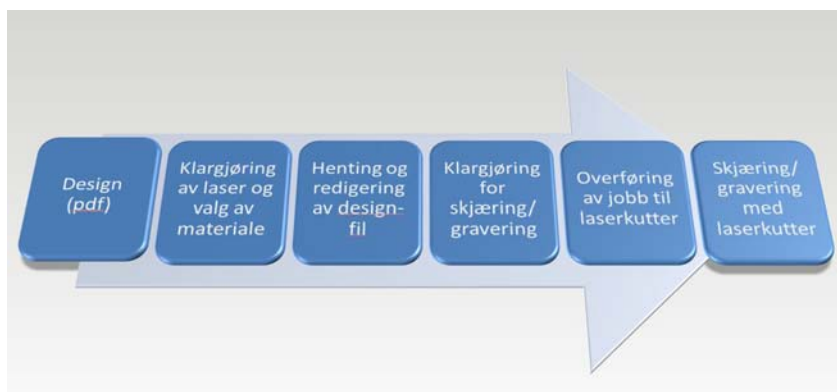 Design
(pdf)
Klargjøring
av laser og
valg av
materiale
Henting og
redigering
av design-
fil
Klargjøring
for
skjæring/
gravering
Overføring
av jobb til
laserkutter
Skjæring/
gravering
med
laserkutter